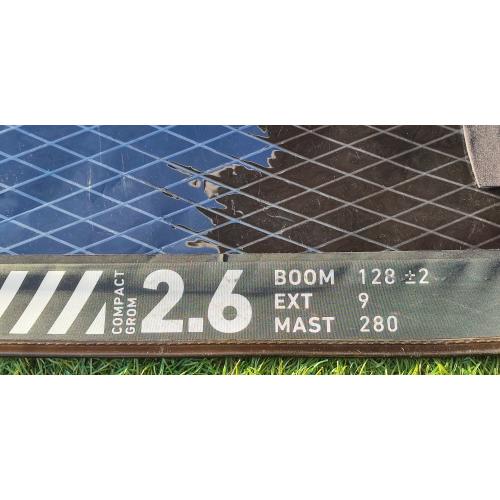 COMPACT
GROM
2.6
BOOM 128 ±2
EXT 9
MAST 280